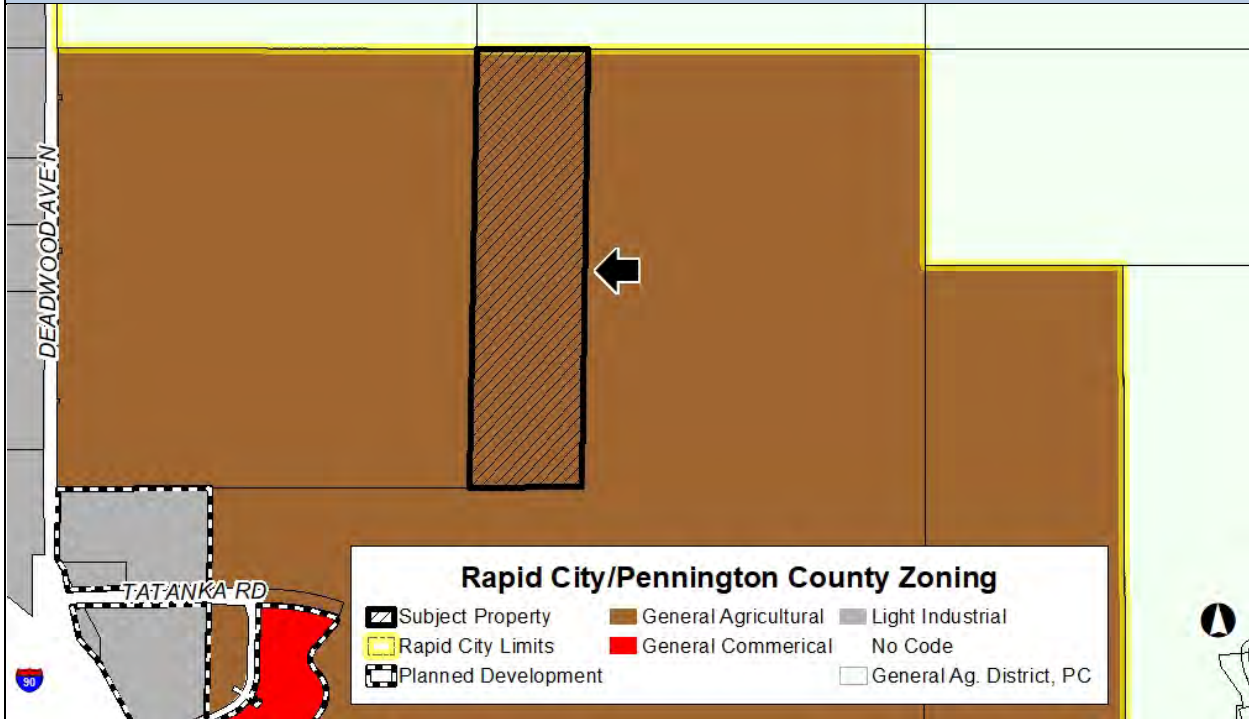 DEADWOOD AVE N
TATANKA RD
90
Rapid City/Pennington County Zoning
Subject Property
General Agricultural
Light Industrial
Rapid City Limits
General Commerical
No Code
Planned Development
General Ag. District, PC